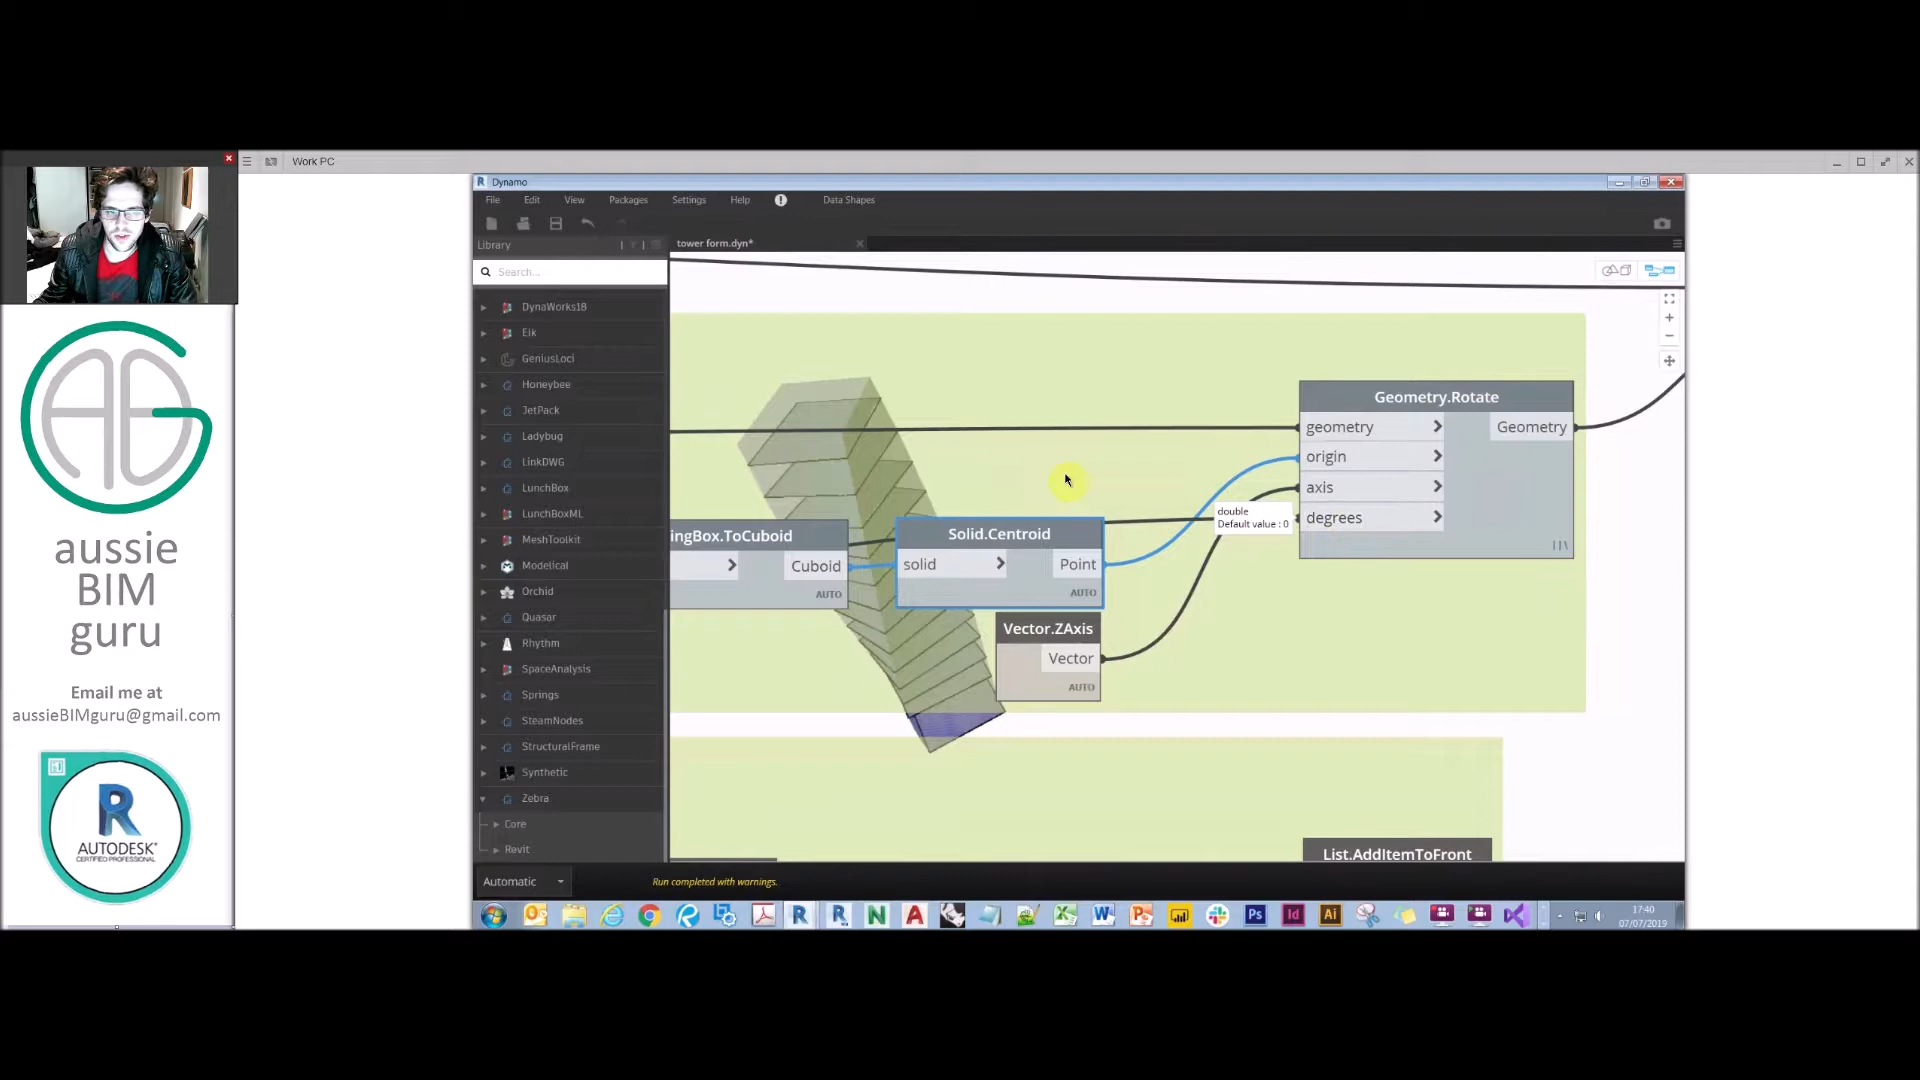 Work PC
Dynamo
File Edit View Packages Settings Help Data Shapes
Library
tower form.dyn*
Search...
DynaWorks18
Elk
GeniusLoci
Honeybee
JetPack
Ladybug
LinkDWG
LunchBox
LunchBoxML
MeshToolkit
Modelical
Orchid
Quasar
Rhythm
SpaceAnalysis
Springs
SteamNodes
StructuralFrame
Synthetic
Zebra
Core
Revit
Geometry.Rotate
geometry > Geometry
origin >
axis >
degrees >
double
Default value : 0
ingBox.ToCuboid
> Cuboid
AUTO
Solid.Centroid
solid > Point
AUTO
Vector.ZAxis
Vector
AUTO
List.AddItemToFront
Automatic
Run completed with warnings.
17:40
07/07/2019
AG
aussie
BIM
guru
Email me at
aussieBIMguru@gmail.com
R
AUTODESK
CERTIFIED PROFESSIONAL